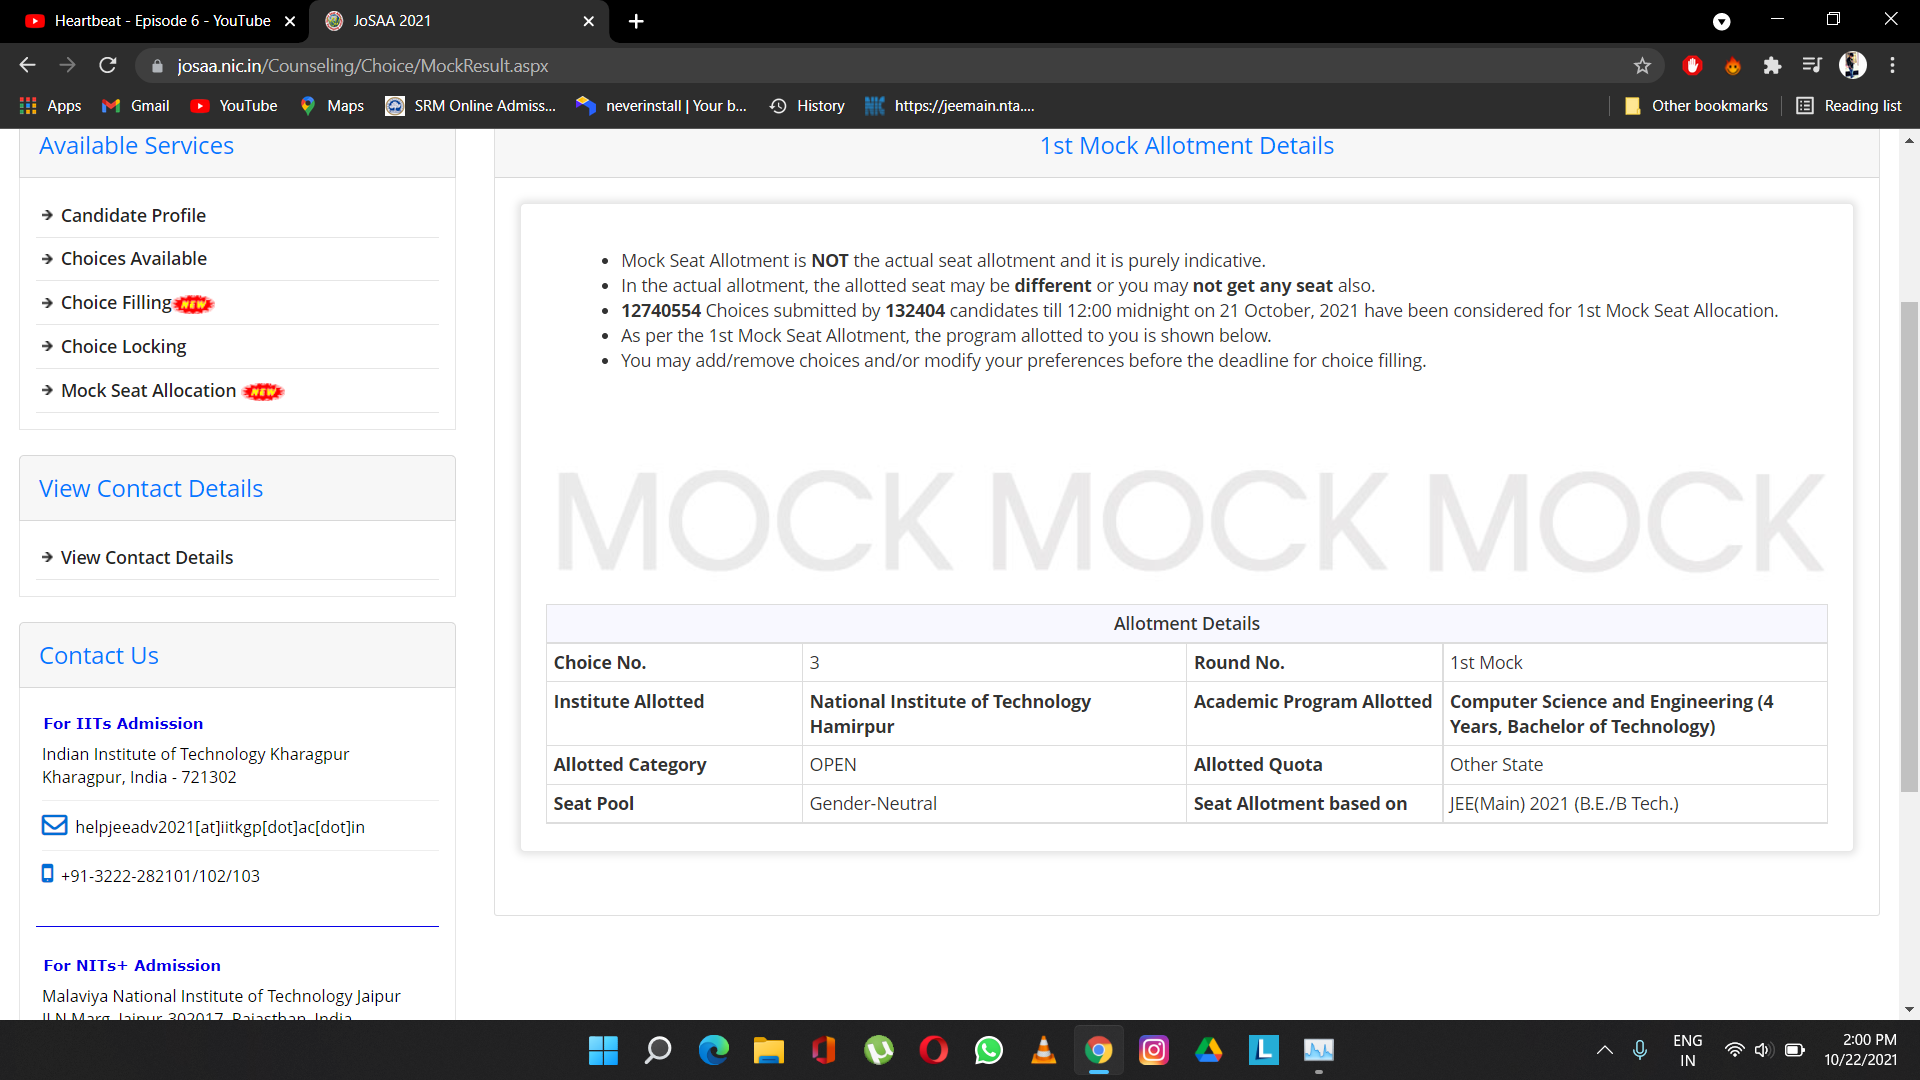 Heartbeat - Episode 6 - YouTube
JoSAA 2021
josaa.nic.in/Counseling/Choice/MockResult.aspx
Apps
Gmail
YouTube
Maps
SRM Online Admiss...
neverinstall | Your b...
History
https://jeemain.nta....
Other bookmarks
Reading list
Available Services
Candidate Profile
Choices Available
Choice Filling NEW
Choice Locking
Mock Seat Allocation NEW
View Contact Details
View Contact Details
Contact Us
For IITs Admission
Indian Institute of Technology Kharagpur
Kharagpur, India - 721302
helpjeeadv2021[at]iitkgp[dot]ac[dot]in
+91-3222-282101/102/103
For NITs+ Admission
Malaviya National Institute of Technology Jaipur
JLN Marg, Jaipur-302017, Rajasthan, India
1st Mock Allotment Details
Mock Seat Allotment is NOT the actual seat allotment and it is purely indicative.
In the actual allotment, the allotted seat may be different or you may not get any seat also.
12740554 Choices submitted by 132404 candidates till 12:00 midnight on 21 October, 2021 have been considered for 1st Mock Seat Allocation.
As per the 1st Mock Seat Allotment, the program allotted to you is shown below.
You may add/remove choices and/or modify your preferences before the deadline for choice filling.
MOCK MOCK MOCK
Allotment Details
Choice No. 3 Round No. 1st Mock
Institute Allotted National Institute of Technology Academic Program Allotted Computer Science and Engineering (4
Hamirpur Years, Bachelor of Technology)
Allotted Category OPEN Allotted Quota Other State
Seat Pool Gender-Neutral Seat Allotment based on JEE(Main) 2021 (B.E./B Tech.)
ENG
IN
2:00 PM
10/22/2021